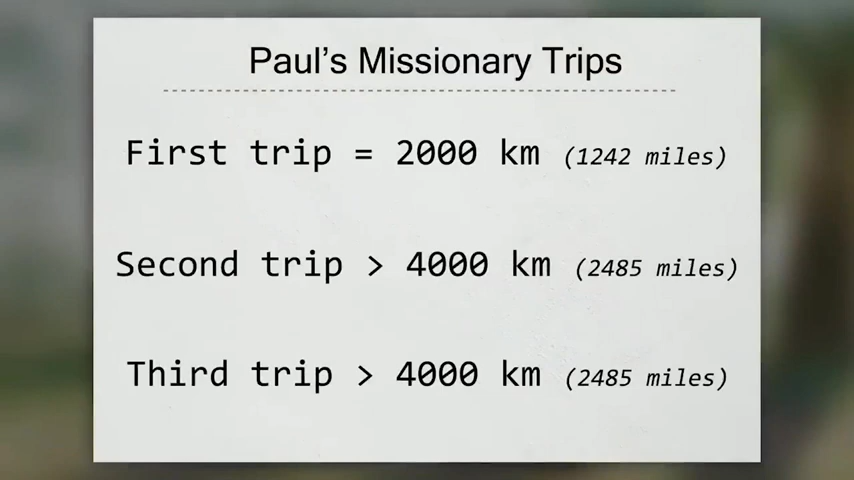 Paul's Missionary Trips
First trip = 2000 km (1242 miles)
Second trip > 4000 km (2485 miles)
Third trip > 4000 km (2485 miles)